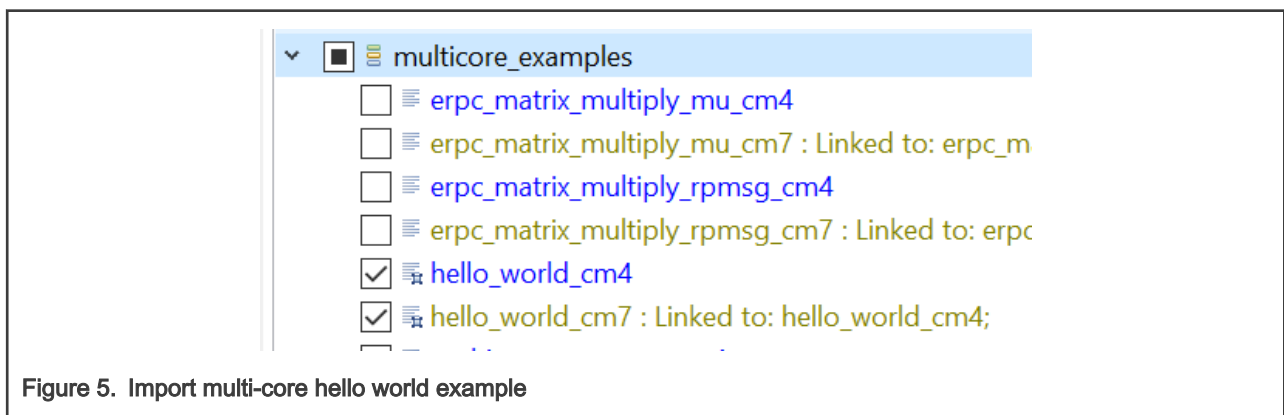 multicore_examples
erpc_matrix_multiply_mu_cm4
erpc_matrix_multiply_mu_cm7 : Linked to: erpc_m
erpc_matrix_multiply_rpmsg_cm4
erpc_matrix_multiply_rpmsg_cm7 : Linked to: erpc
hello_world_cm4
hello_world_cm7 : Linked to: hello_world_cm4;
Figure 5. Import multi-core hello world example